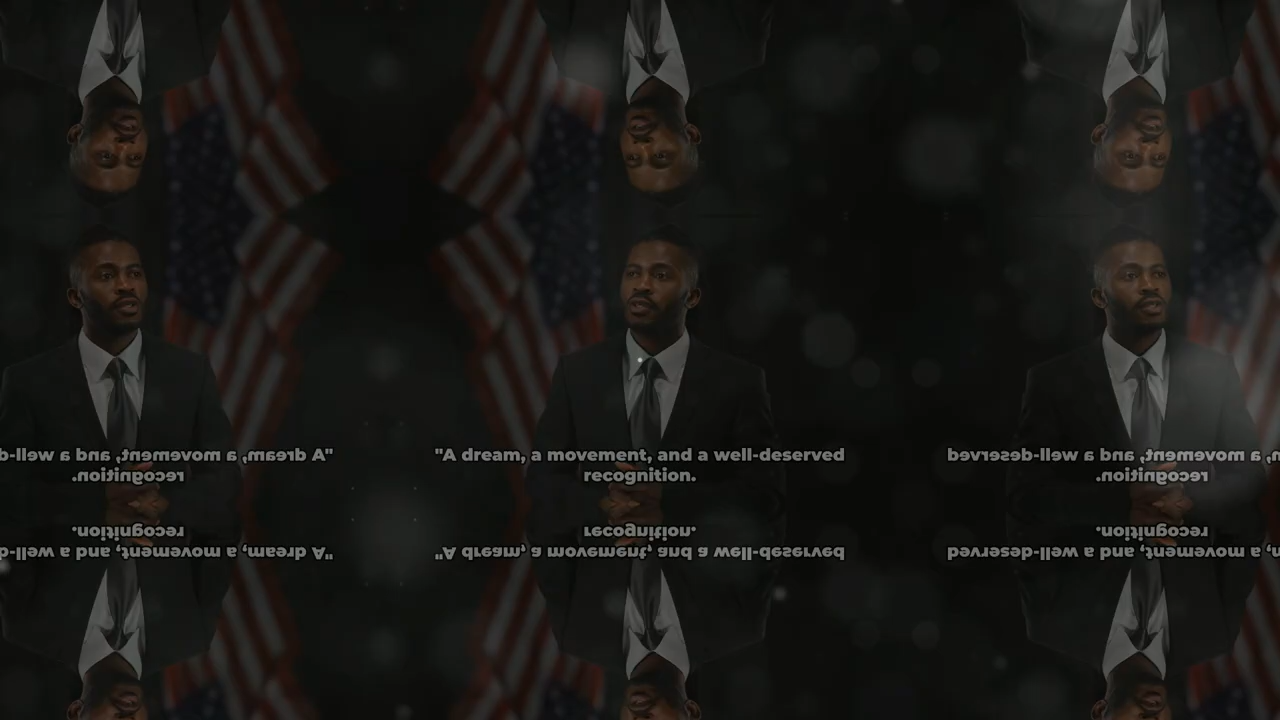 "A dream, a movement, and a well-deserved
recognition.